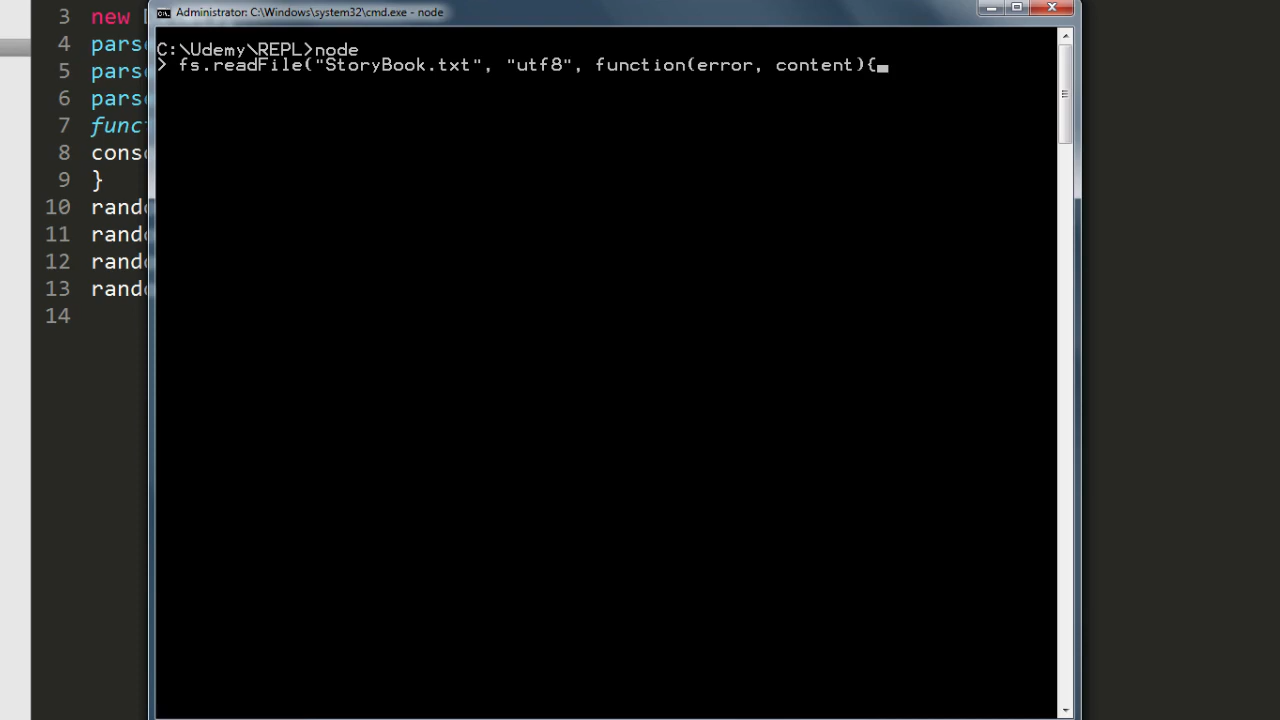 Administrator: C:\Windows\system32\cmd.exe - node
C:\Udemy\REPL>node
> fs.readFile("StoryBook.txt", "utf8", function(error, content){
3 new
4 pars
5 pars
6 pars
7 func
8 cons
9 }
10 rand
11 rand
12 rand
13 rand
14